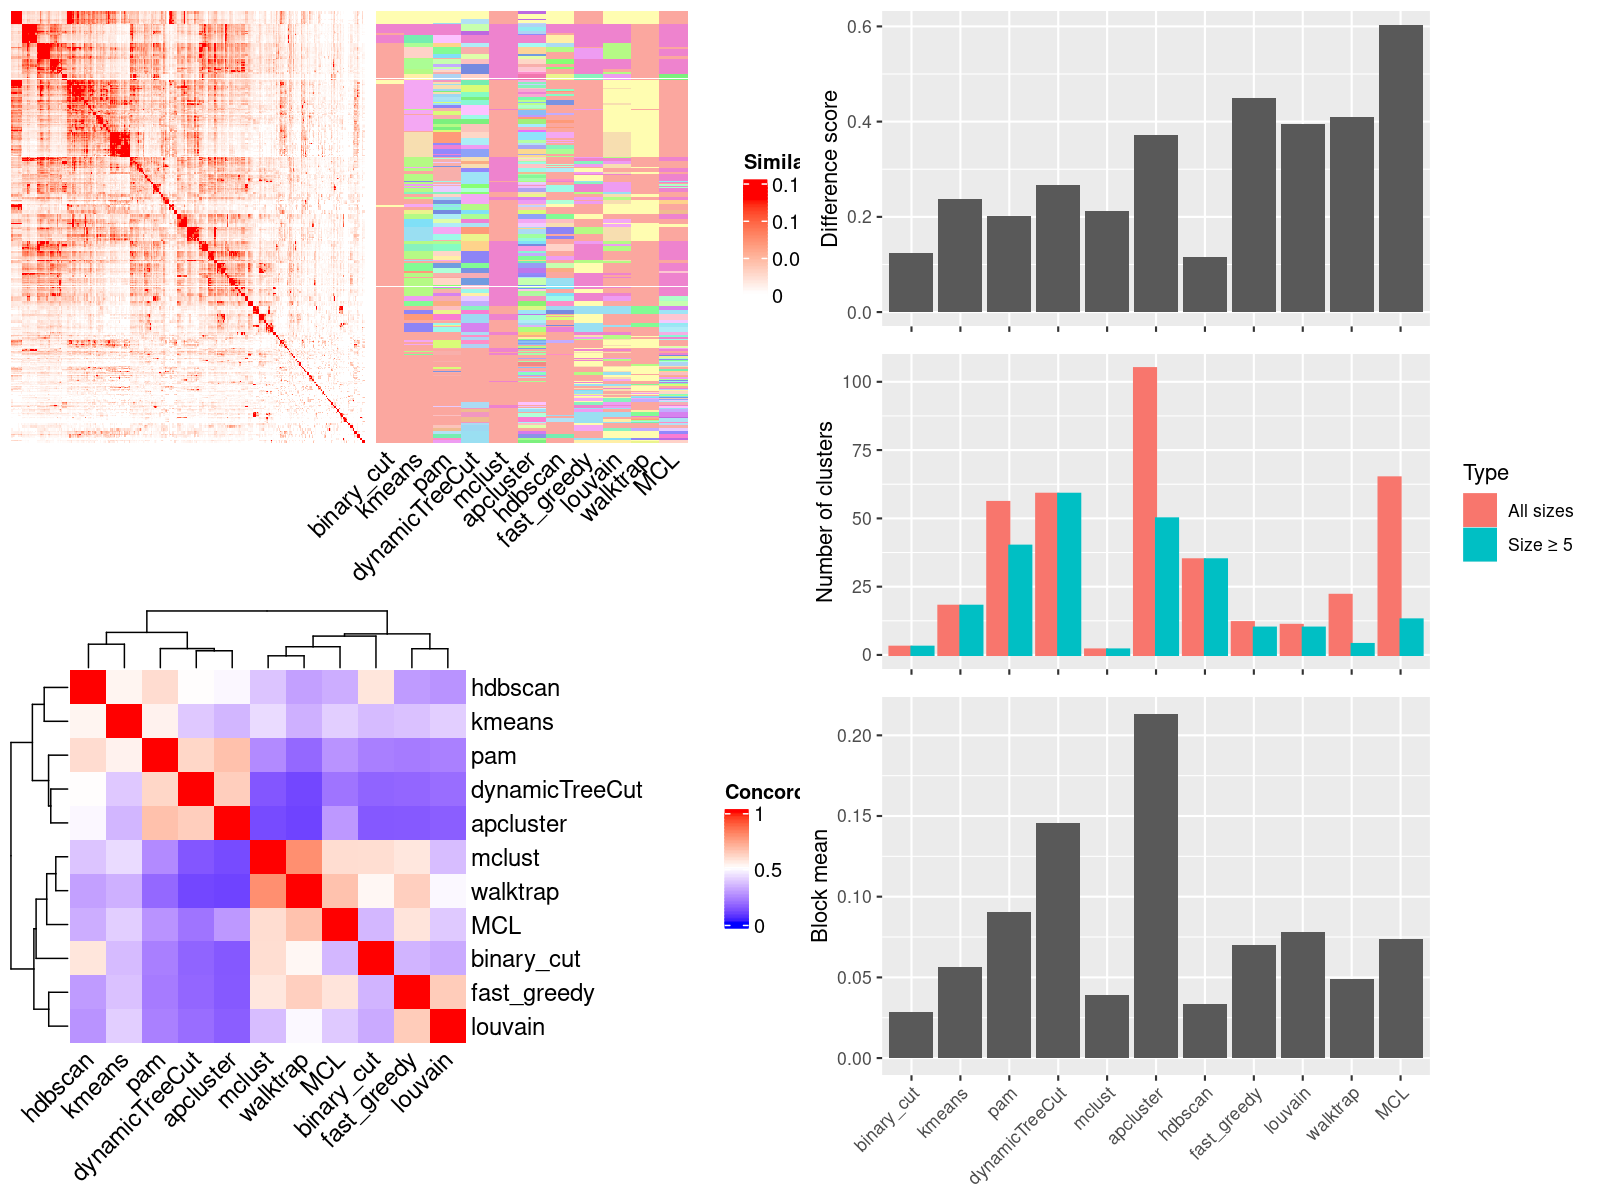 Simila
0.1
0.1
0.0
0
binary_cut
kmeans
pam
dynamicTreeCut
mclust
apcluster
hdbscan
fast_greedy
louvain
walktrap
MCL
Difference score
0.6
0.4
0.2
0.0
Number of clusters
100
75
50
25
0
Type
All sizes
Size ≥ 5
hdbscan
kmeans
pam
dynamicTreeCut
apcluster
mclust
walktrap
MCL
binary_cut
fast_greedy
louvain
hdbscan
kmeans
pam
dynamicTreeCut
apcluster
mclust
walktrap
MCL
binary_cut
fast_greedy
louvain
Concord
1
0.5
0
Block mean
0.20
0.15
0.10
0.05
0.00
binary_cut
kmeans
pam
dynamicTreeCut
mclust
apcluster
hdbscan
fast_greedy
louvain
walktrap
MCL